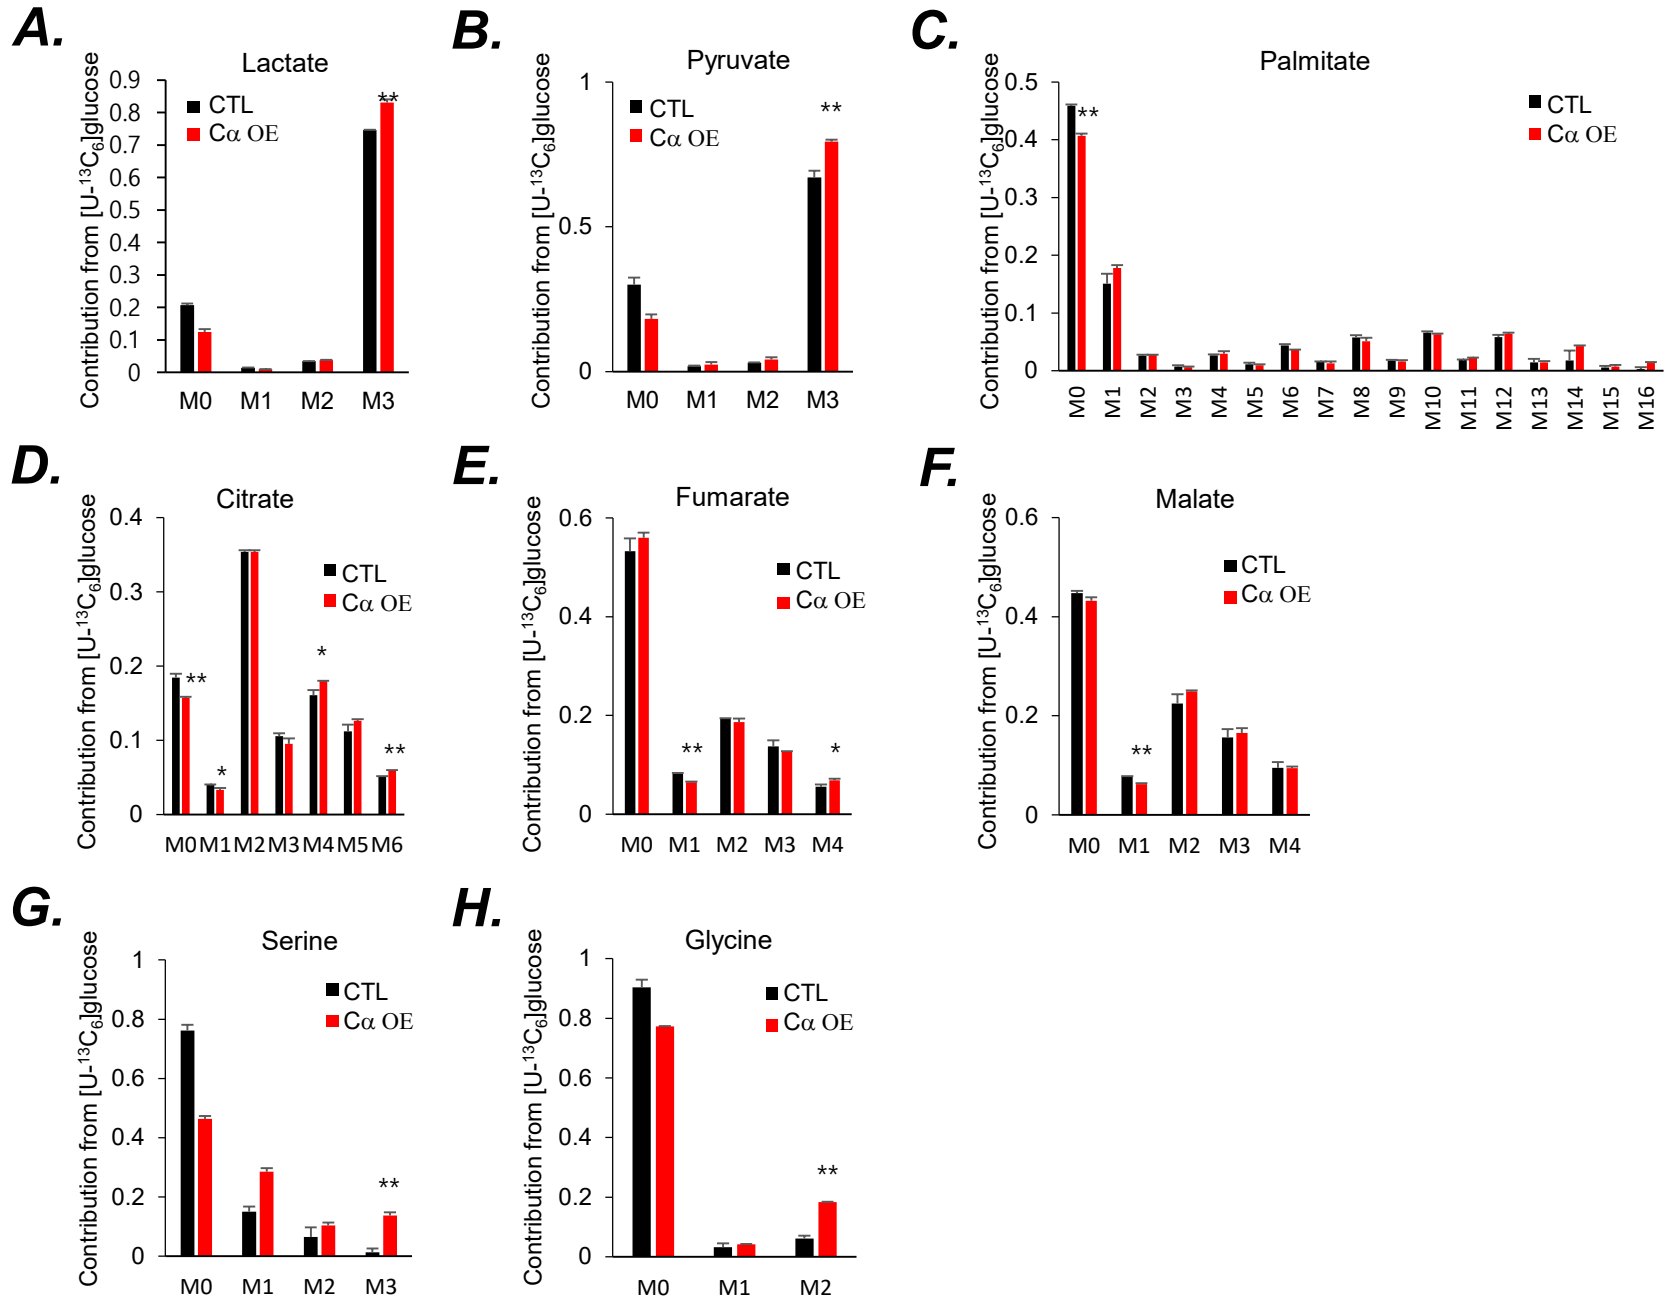 A.
Lactate
Contribution from [U-¹³C₆]glucose
0.9
0.8
0.7
0.6
0.5
0.4
0.3
0.2
0.1
0
CTL
Cα OE
**
M0 M1 M2 M3
B.
Pyruvate
Contribution from [U-¹³C₆]glucose
1
0.5
0
CTL
Cα OE
**
M0 M1 M2 M3
C.
Palmitate
Contribution from [U-¹³C₆]glucose
0.5
0.4
0.3
0.2
0.1
0
CTL
Cα OE
**
M0 M1 M2 M3 M4 M5 M6 M7 M8 M9 M10 M11 M12 M13 M14 M15 M16
D.
Citrate
Contribution from [U-¹³C₆]glucose
0.4
0.3
0.2
0.1
0
CTL
Cα OE
** * * **
M0 M1 M2 M3 M4 M5 M6
E.
Fumarate
Contribution from [U-¹³C₆]glucose
0.6
0.4
0.2
0
CTL
Cα OE
** *
M0 M1 M2 M3 M4
F.
Malate
Contribution from [U-¹³C₆]glucose
0.6
0.4
0.2
0
CTL
Cα OE
**
M0 M1 M2 M3 M4
G.
Serine
Contribution from [U-¹³C₆]glucose
1
0.8
0.6
0.4
0.2
0
CTL
Cα OE
**
M0 M1 M2 M3
H.
Glycine
Contribution from [U-¹³C₆]glucose
1
0.8
0.6
0.4
0.2
0
CTL
Cα OE
**
M0 M1 M2